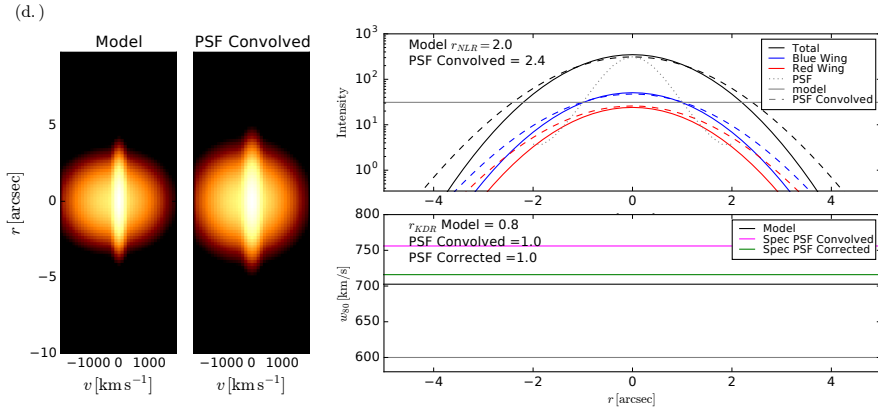 (d.)
Model
PSF Convolved
r [arcsec]
5
0
−5
−10
−1000 0 1000
−1000 0 1000
v [km s⁻¹]
v [km s⁻¹]
Model r_NLR = 2.0
PSF Convolved = 2.4
Total
Blue Wing
Red Wing
PSF
model
PSF Convolved
Intensity
10³
10²
10¹
10⁰
−4 −2 0 2 4
r_KDR Model = 0.8
PSF Convolved =1.0
PSF Corrected =1.0
Model
Spec PSF Convolved
Spec PSF Corrected
w₈₀ [km/s]
800
750
700
650
600
−4 −2 0 2 4
r [arcsec]